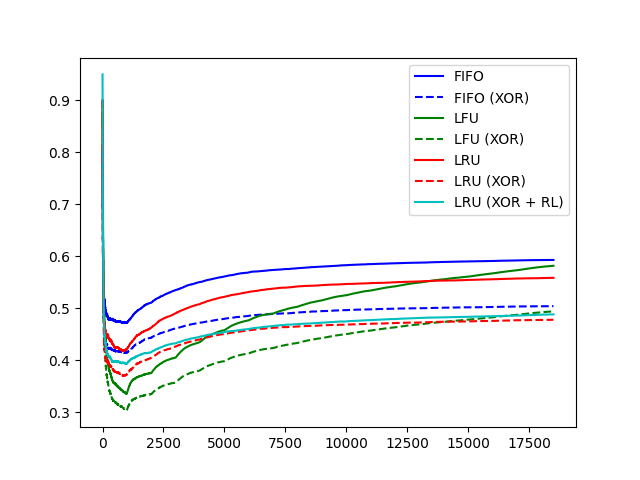 FIFO
FIFO (XOR)
LFU
LFU (XOR)
LRU
LRU (XOR)
LRU (XOR + RL)
0.9
0.8
0.7
0.6
0.5
0.4
0.3
0 2500 5000 7500 10000 12500 15000 17500